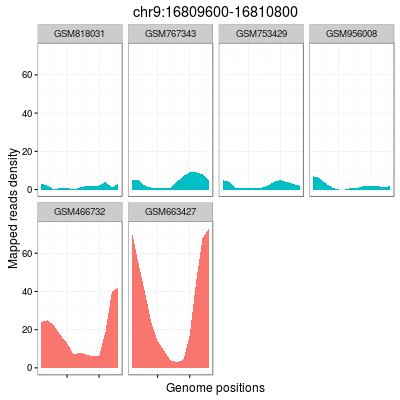 chr9:16809600-16810800
GSM818031 GSM767343 GSM753429 GSM956008
60
40
20
0
GSM466732 GSM663427
60
40
20
0
Mapped reads density
Genome positions